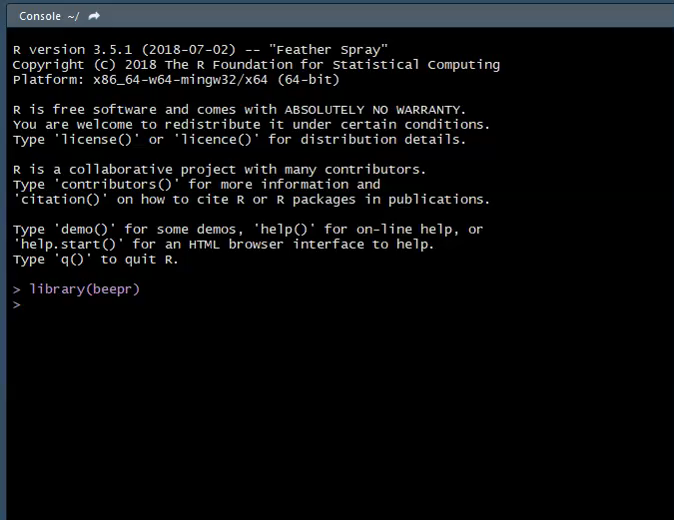 Console ~/
R version 3.5.1 (2018-07-02) -- "Feather Spray"
Copyright (C) 2018 The R Foundation for Statistical Computing
Platform: x86_64-w64-mingw32/x64 (64-bit)
R is free software and comes with ABSOLUTELY NO WARRANTY.
You are welcome to redistribute it under certain conditions.
Type 'license()' or 'licence()' for distribution details.
R is a collaborative project with many contributors.
Type 'contributors()' for more information and
'citation()' on how to cite R or R packages in publications.
Type 'demo()' for some demos, 'help()' for on-line help, or
'help.start()' for an HTML browser interface to help.
Type 'q()' to quit R.
> library(beepr)
>